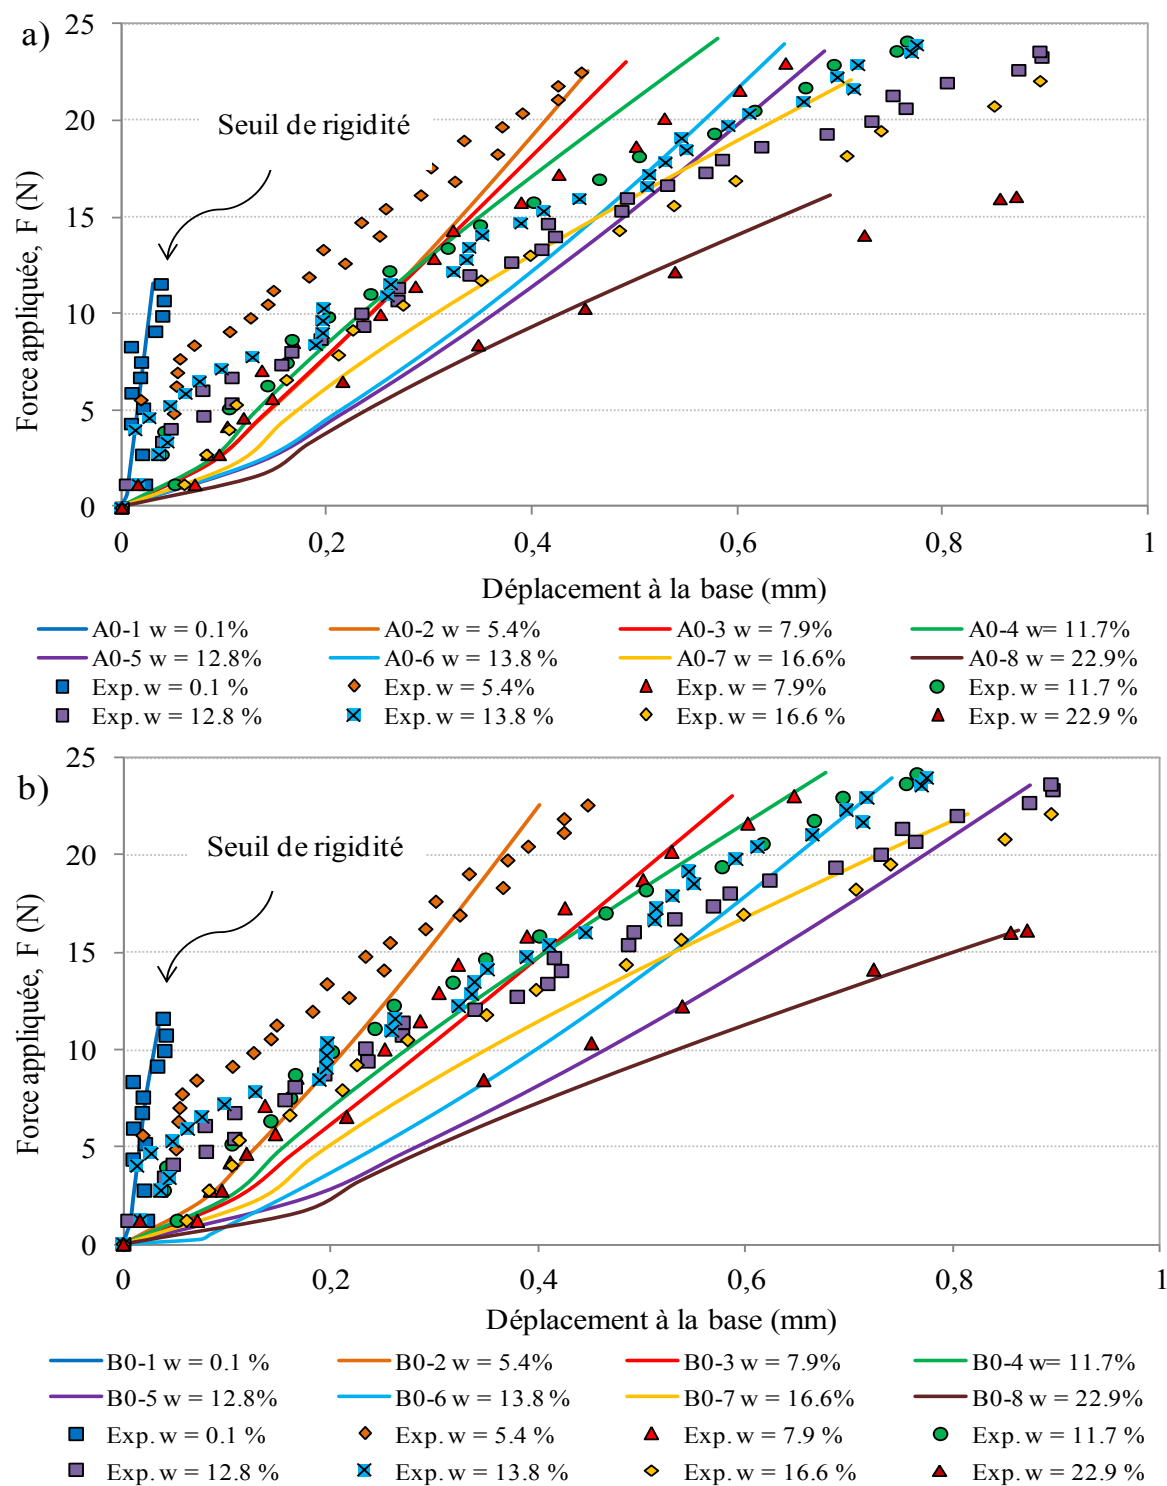 a)
25
20
15
10
5
0
Force appliquée, F (N)
Seuil de rigidité
0 0,2 0,4 0,6 0,8 1
Déplacement à la base (mm)
A0-1 w = 0.1% A0-2 w = 5.4% A0-3 w = 7.9% A0-4 w= 11.7%
A0-5 w = 12.8% A0-6 w = 13.8 % A0-7 w = 16.6% A0-8 w = 22.9%
Exp. w = 0.1 % Exp. w = 5.4% Exp. w = 7.9% Exp. w = 11.7 %
Exp. w = 12.8 % Exp. w = 13.8 % Exp. w = 16.6 % Exp. w = 22.9 %
b)
25
20
15
10
5
0
Force appliquée, F (N)
Seuil de rigidité
0 0,2 0,4 0,6 0,8 1
Déplacement à la base (mm)
B0-1 w = 0.1 % B0-2 w = 5.4% B0-3 w = 7.9% B0-4 w= 11.7%
B0-5 w = 12.8% B0-6 w = 13.8 % B0-7 w = 16.6% B0-8 w = 22.9%
Exp. w = 0.1 % Exp. w = 5.4 % Exp. w = 7.9 % Exp. w = 11.7 %
Exp. w = 12.8 % Exp. w = 13.8 % Exp. w = 16.6 % Exp. w = 22.9 %